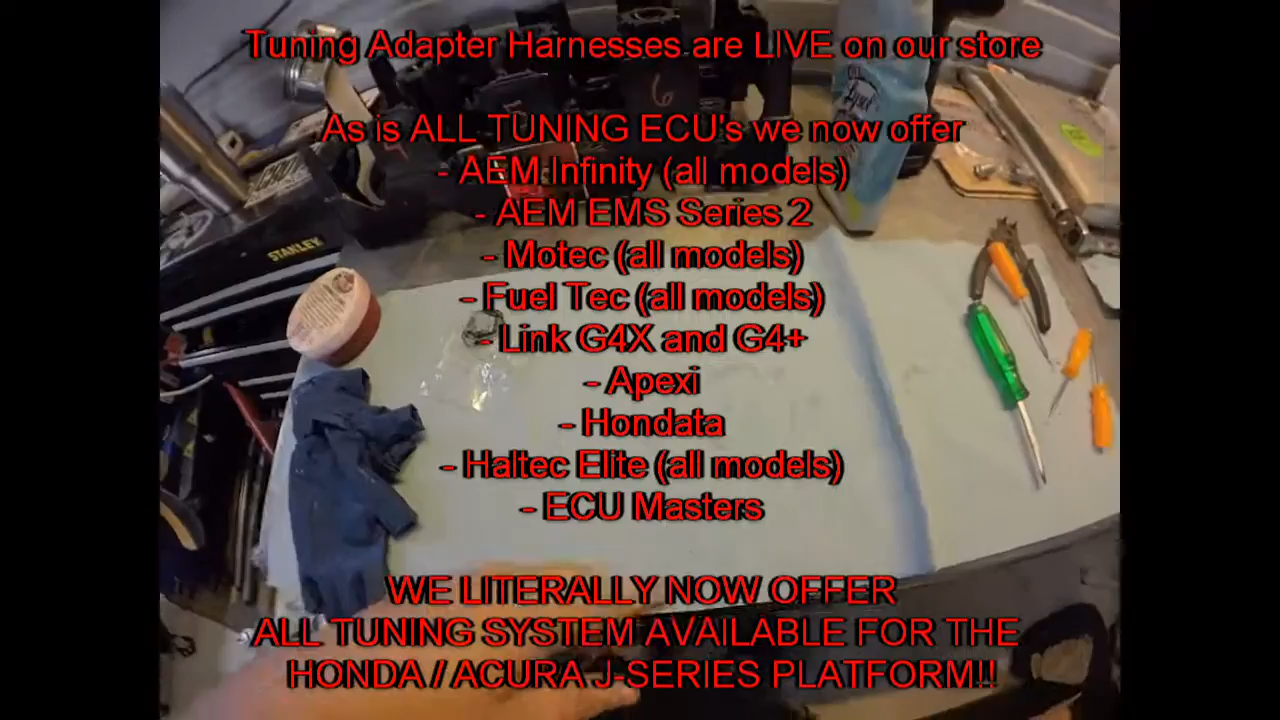 Tuning Adapter Harnesses are LIVE on our store
As is ALL TUNING ECU's we now offer
- AEM Infinity (all models)
- AEM EMS Series 2
- Motec (all models)
- Fuel Tec (all models)
- Link G4X and G4+
- Apexi
- Hondata
- Haltec Elite (all models)
- ECU Masters
WE LITERALLY NOW OFFER
ALL TUNING SYSTEM AVAILABLE FOR THE
HONDA / ACURA J-SERIES PLATFORM!!
STANLEY
6